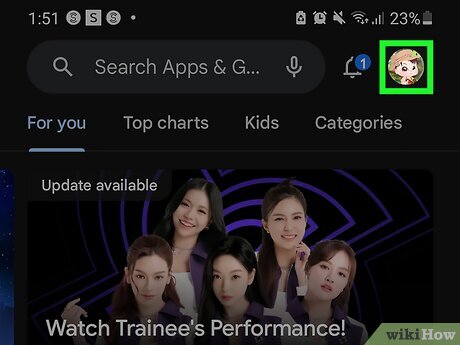 1:51 S S S • 23%
Search Apps & G...
1
For you Top charts Kids Categories
Update available
Watch Trainee's Performance!
wikiHow